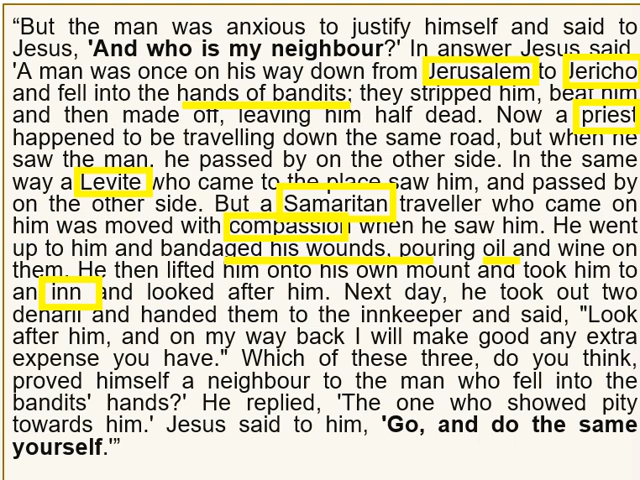 “But the man was anxious to justify himself and said to
Jesus, 'And who is my neighbour?' In answer Jesus said,
'A man was once on his way down from Jerusalem to Jericho
and fell into the hands of bandits; they stripped him, beat him
and then made off, leaving him half dead. Now a priest
happened to be travelling down the same road, but when he
saw the man, he passed by on the other side. In the same
way a Levite who came to the place saw him, and passed by
on the other side. But a Samaritan traveller who came on
him was moved with compassion when he saw him. He went
up to him and bandaged his wounds, pouring oil and wine on
them. He then lifted him onto his own mount and took him to
an inn and looked after him. Next day, he took out two
denarii and handed them to the innkeeper and said, "Look
after him, and on my way back I will make good any extra
expense you have." Which of these three, do you think,
proved himself a neighbour to the man who fell into the
bandits' hands?' He replied, 'The one who showed pity
towards him.' Jesus said to him, 'Go, and do the same
yourself.'”